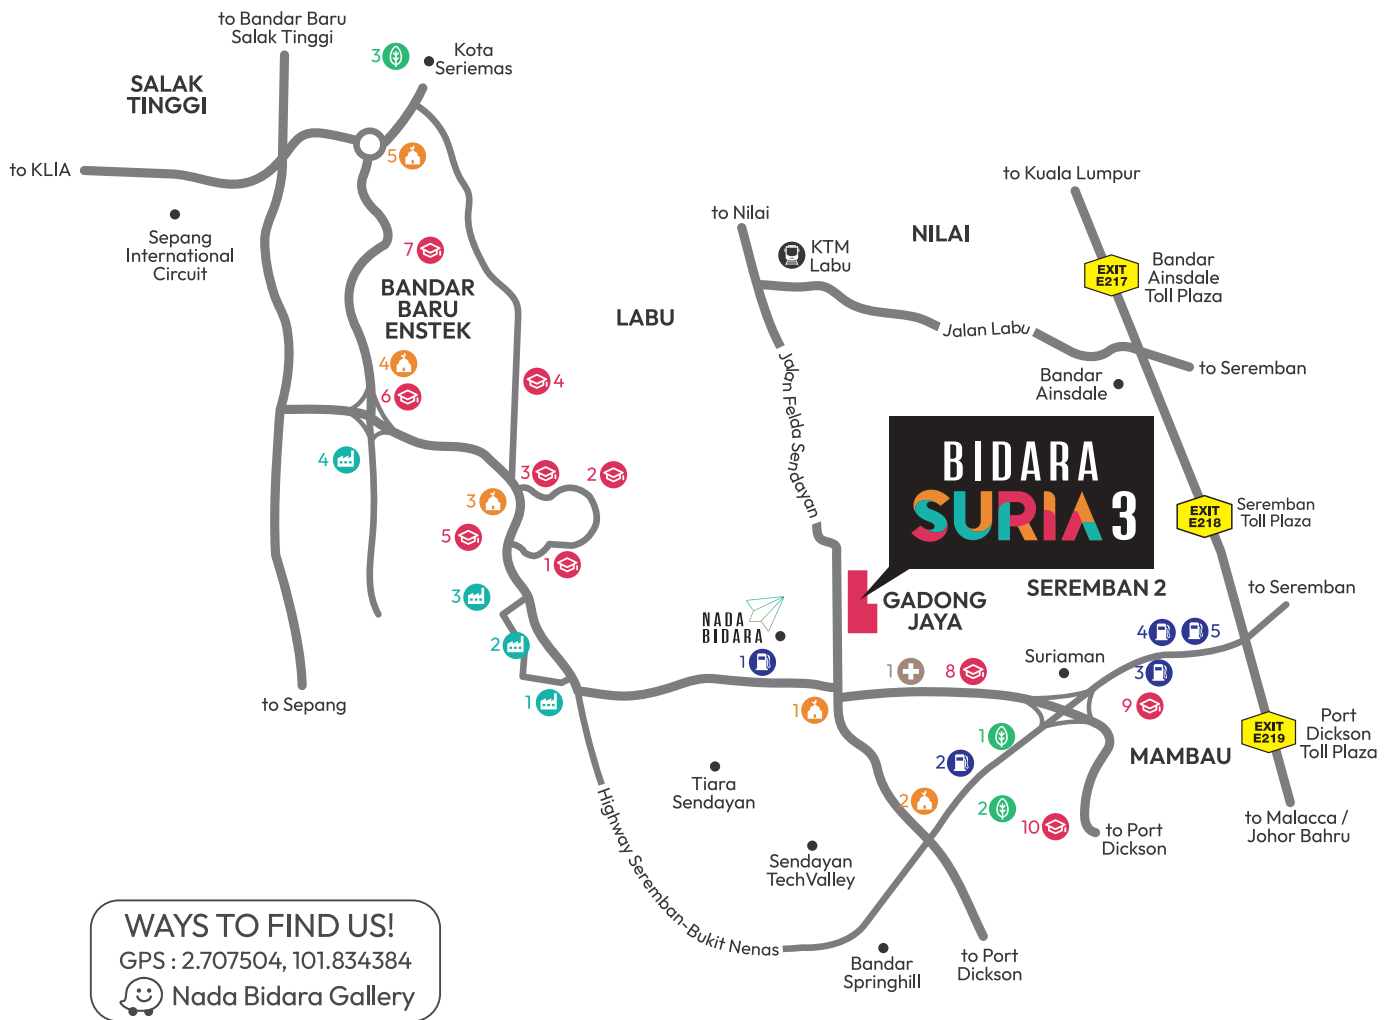 to Bandar Baru
Salak Tinggi
3
Kota
Seriemas
SALAK
TINGGI
5
to KLIA
to Kuala Lumpur
to Nilai
Sepang
International
Circuit
7
KTM
Labu
NILAI
EXIT
E217
Bandar
Ainsdale
Toll Plaza
BANDAR
BARU
ENSTEK
LABU
Jalan Labu
Jalan Felda Sendayan
to Seremban
4
6
4
Bandar
Ainsdale
BIDARA
SURIA 3
4
3
2
3
5
1
EXIT
E218
Seremban
Toll Plaza
3
2
1
NADA
BIDARA
1
GADONG
JAYA
SEREMBAN 2
to Seremban
4
5
3
Suriaman
1
8
9
1
to Sepang
EXIT
E219
Port
Dickson
Toll Plaza
MAMBAU
1
2
2
2
10
Tiara
Sendayan
Sendayan
TechValley
to Port
Dickson
to Malacca /
Johor Bahru
Highway Seremban-Bukit Nenas
Bandar
Springhill
to Port
Dickson
WAYS TO FIND US!
GPS : 2.707504, 101.834384
Nada Bidara Gallery